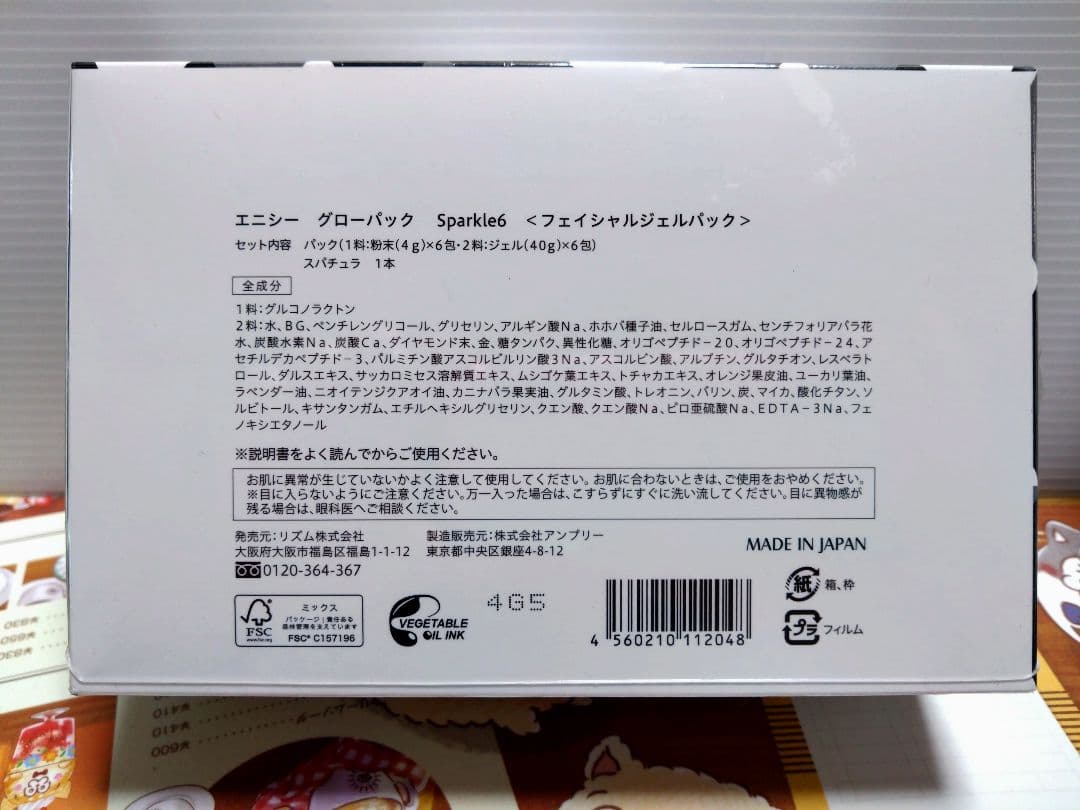 エニシー グローパック Sparkle6 <フェイシャルジェルパック>
セット内容 パック(1料:粉末(4g)×6包・2料:ジェル(40g)×6包)
スパチュラ 1本
全成分
1料:グルコノラクトン
2料:水、BG、ペンチレングリコール、グリセリン、アルギン酸Na、ホホバ種子油、セルロースガム、センチフォリアバラ花
水、炭酸水素Na、炭酸Ca、ダイヤモンド末、金、糖タンパク、異性化糖、オリゴペプチド-20、オリゴペプチド-24、ア
セチルデカペプチド-3、パルミチン酸アスコルビルリン酸3Na、アスコルビン酸、アルブチン、グルタチオン、レスベラト
ロール、ダルスエキス、サッカロミセス溶解質エキス、ムシゴケ葉エキス、トチャカエキス、オレンジ果皮油、ユーカリ葉油、
ラベンダー油、ニオイテンジクアオイ油、カニナバラ果実油、グルタミン酸、トレオニン、バリン、炭、マイカ、酸化チタン、ソ
ルビトール、キサンタンガム、エチルヘキシルグリセリン、クエン酸、クエン酸Na、ピロ亜硫酸Na、EDTA-3Na、フェ
ノキシエタノール
※説明書をよく読んでからご使用ください。
お肌に異常が生じていないかよく注意して使用してください。お肌に合わないときは、ご使用をおやめください。
※目に入らないようにご注意ください。万一入った場合は、こすらずにすぐに洗い流してください。目に異物感が
残る場合は、眼科医へご相談ください。
発売元:リズム株式会社 製造販売元:株式会社アンプリー
大阪府大阪市福島区福島1-1-12 東京都中央区銀座4-8-12
MADE IN JAPAN
0120-364-367
FSC
www.fsc.org
ミックス
パッケージ|責任ある
森林管理を支えています
FSC® C157196
VEGETABLE
OIL INK
4G5
4 560210 112048
紙 箱、枠
プラ フィルム
¥410
¥410
¥600